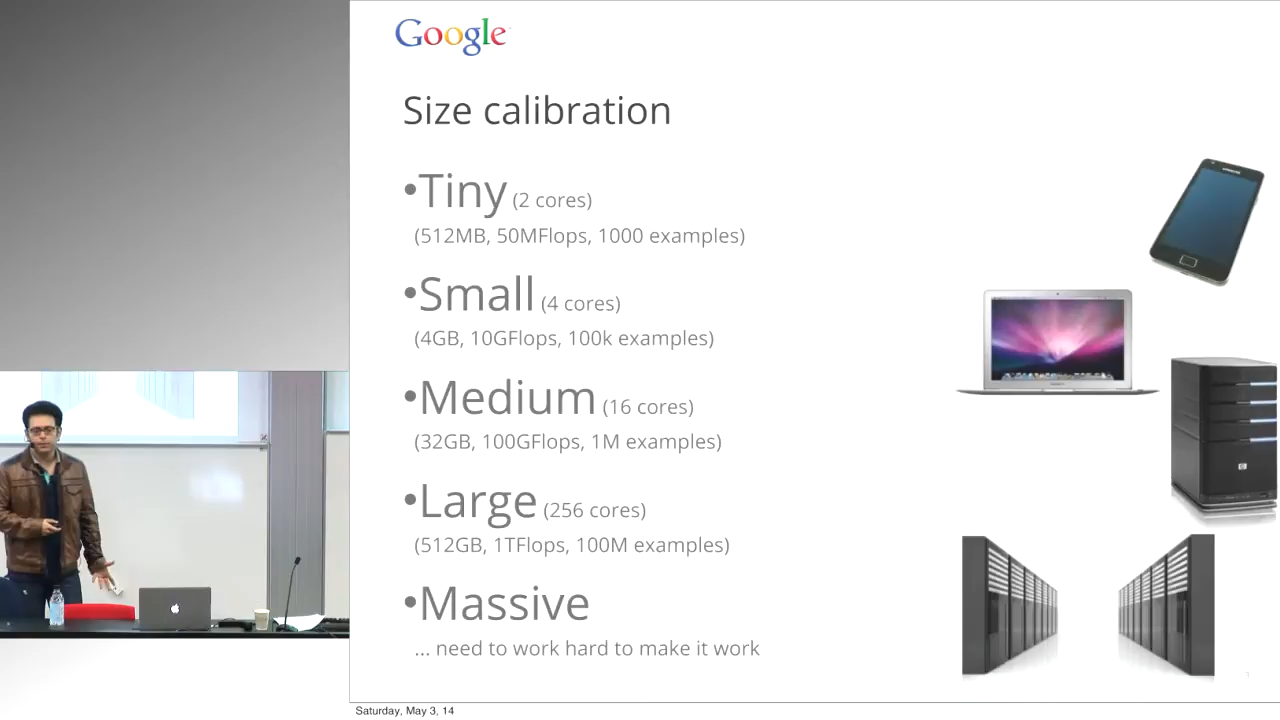 Google
Size calibration
•Tiny (2 cores)
(512MB, 50MFlops, 1000 examples)
•Small (4 cores)
(4GB, 10GFlops, 100k examples)
•Medium (16 cores)
(32GB, 100GFlops, 1M examples)
•Large (256 cores)
(512GB, 1TFlops, 100M examples)
•Massive
... need to work hard to make it work
Saturday, May 3, 14